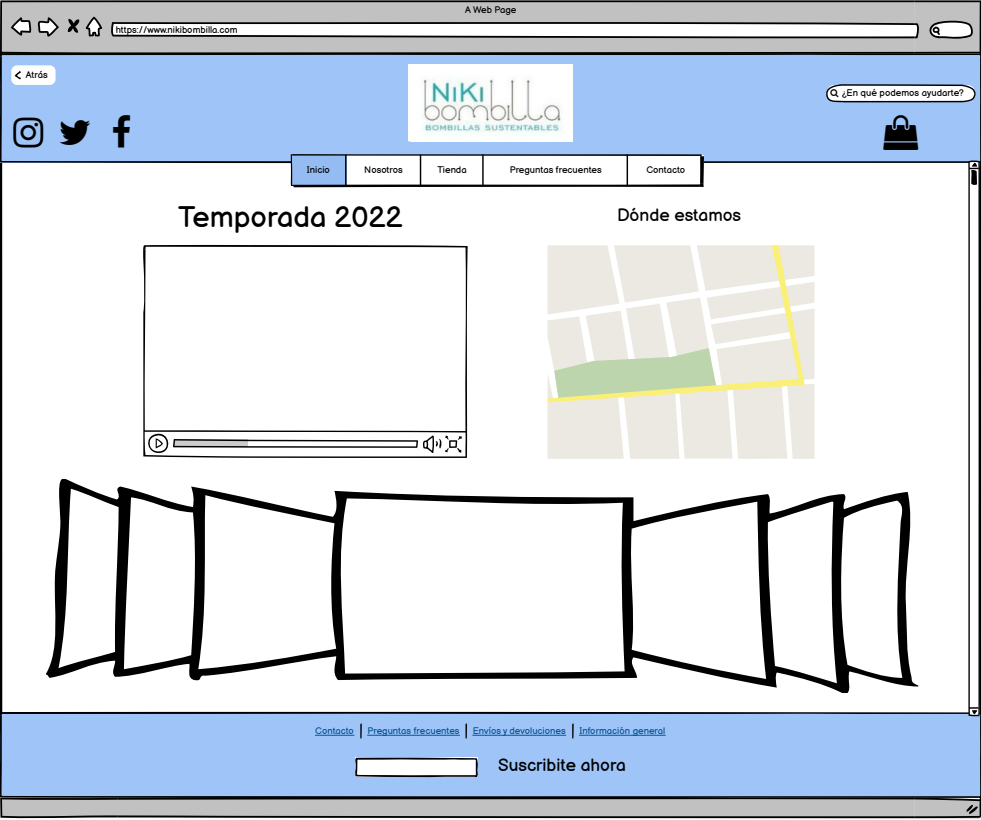 A Web Page
https://www.nikibombilla.com
Atrás
NiKi
bombilla
BOMBILLAS SUSTENTABLES
¿En qué podemos ayudarte?
Inicio
Nosotros
Tienda
Preguntas frecuentes
Contacto
Temporada 2022
Dónde estamos
Contacto
Preguntas frecuentes
Envíos y devoluciones
Información general
Suscribite ahora